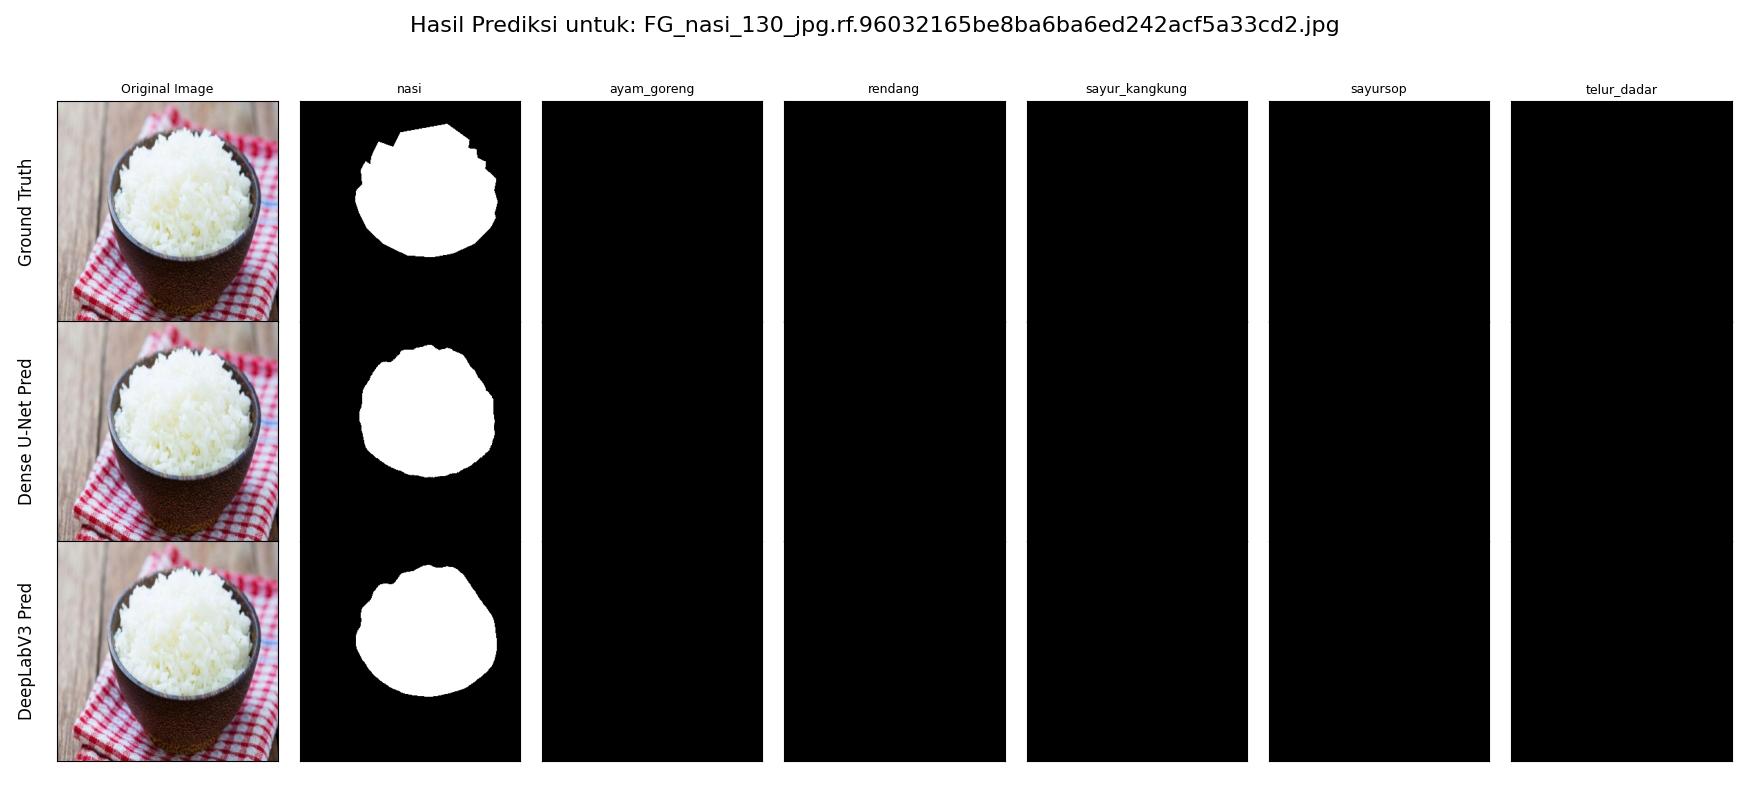 Hasil Prediksi untuk: FG_nasi_130_jpg.rf.96032165be8ba6ba6ed242acf5a33cd2.jpg
Original Image nasi ayam_goreng rendang sayur_kangkung sayursop telur_dadar
Ground Truth
Dense U-Net Pred
DeepLabV3 Pred